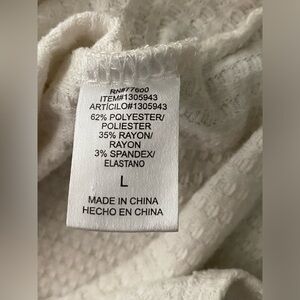 RN#77600
ITEM#1305943
ARTÍCILO#1305943
62% POLYESTER/
POLIESTER
35% RAYON/
RAYON
3% SPANDEX/
ELASTANO
L
MADE IN CHINA
HECHO EN CHINA